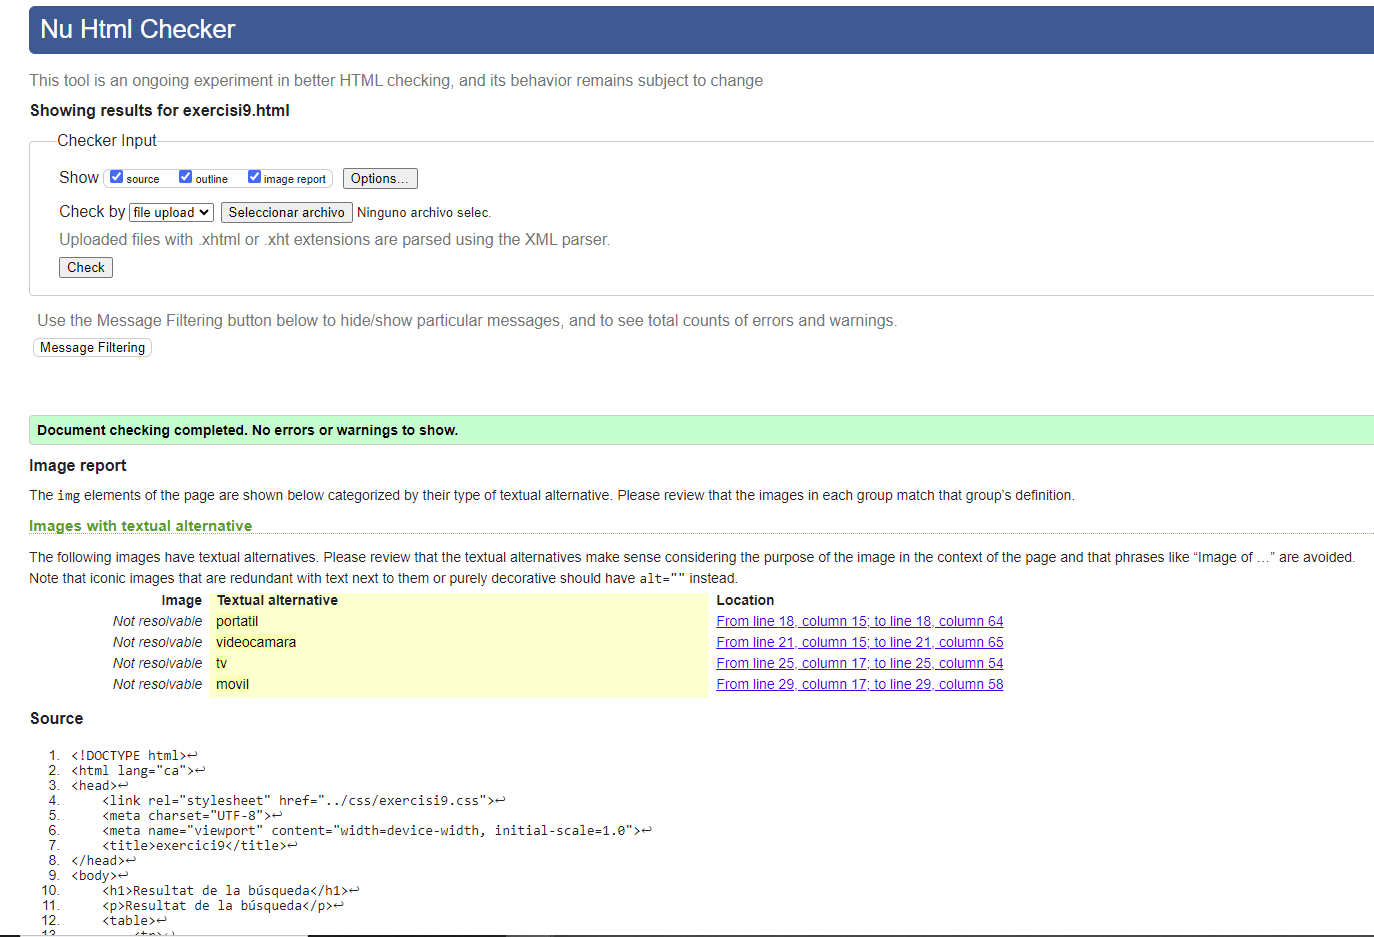 Nu Html Checker
This tool is an ongoing experiment in better HTML checking, and its behavior remains subject to change
Showing results for exercisi9.html
Checker Input
Show source outline image report Options...
Check by file upload Seleccionar archivo Ninguno archivo selec.
Uploaded files with .xhtml or .xht extensions are parsed using the XML parser.
Check
Use the Message Filtering button below to hide/show particular messages, and to see total counts of errors and warnings.
Message Filtering
Document checking completed. No errors or warnings to show.
Image report
The img elements of the page are shown below categorized by their type of textual alternative. Please review that the images in each group match that group’s definition.
Images with textual alternative
The following images have textual alternatives. Please review that the textual alternatives make sense considering the purpose of the image in the context of the page and that phrases like “Image of …” are avoided.
Note that iconic images that are redundant with text next to them or purely decorative should have alt="" instead.
Image Textual alternative Location
Not resolvable portatil From line 18, column 15; to line 18, column 64
Not resolvable videocamara From line 21, column 15; to line 21, column 65
Not resolvable tv From line 25, column 17; to line 25, column 54
Not resolvable movil From line 29, column 17; to line 29, column 58
Source
1. <!DOCTYPE html>↩
2. <html lang="ca">↩
3. <head>↩
4. <link rel="stylesheet" href="../css/exercisi9.css">↩
5. <meta charset="UTF-8">↩
6. <meta name="viewport" content="width=device-width, initial-scale=1.0">↩
7. <title>exercici9</title>↩
8. </head>↩
9. <body>↩
10. <h1>Resultat de la búsqueda</h1>↩
11. <p>Resultat de la búsqueda</p>↩
12. <table>↩
13. <tr>↩